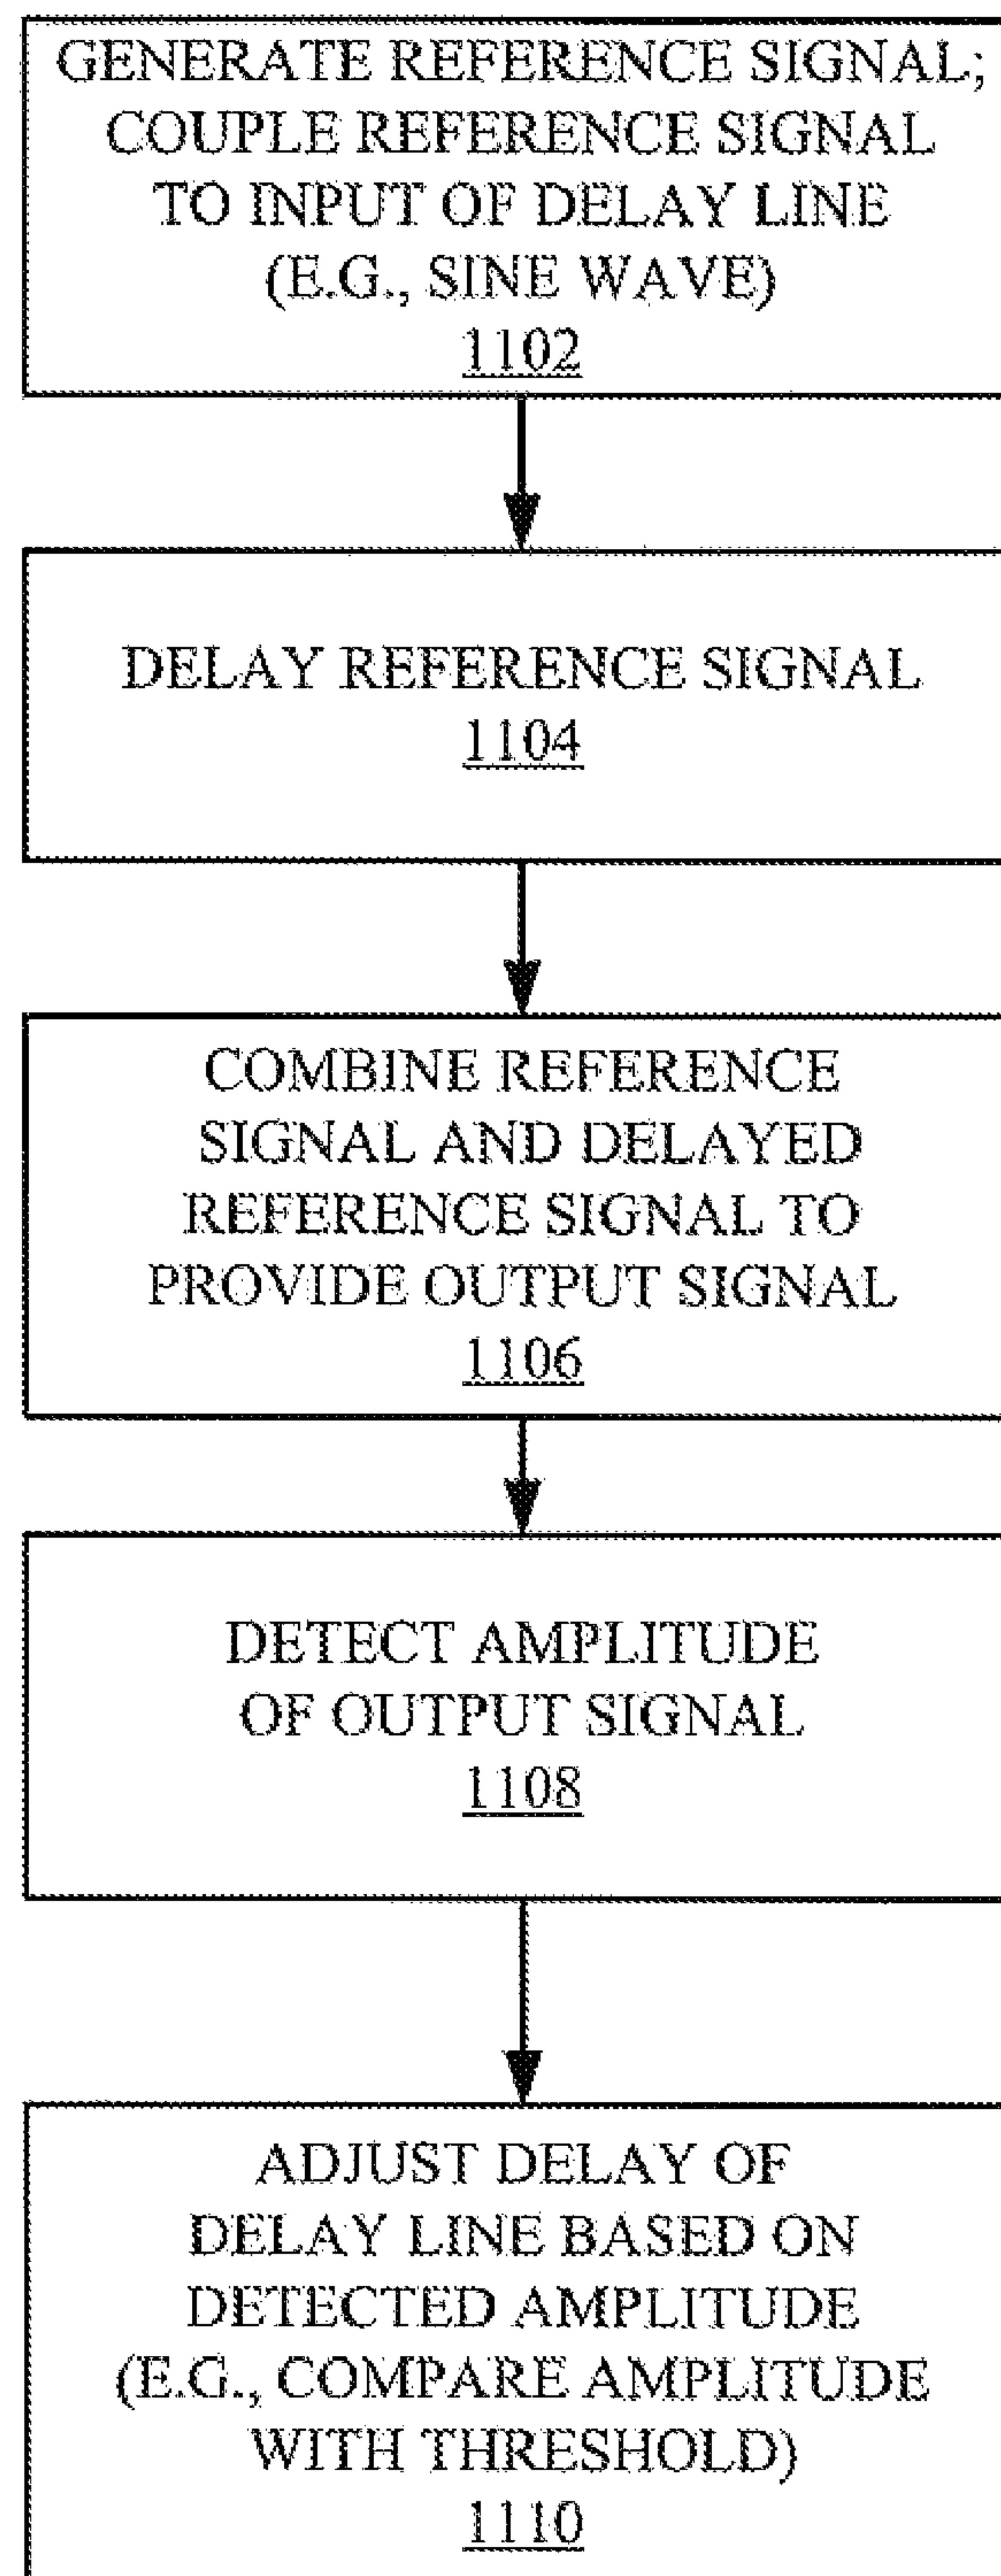 GENERATE REFERENCE SIGNAL;
COUPLE REFERENCE SIGNAL
TO INPUT OF DELAY LINE
(E.G., SINE WAVE)
1102
DELAY REFERENCE SIGNAL
1104
COMBINE REFERENCE
SIGNAL AND DELAYED
REFERENCE SIGNAL TO
PROVIDE OUTPUT SIGNAL
1106
DETECT AMPLITUDE
OF OUTPUT SIGNAL
1108
ADJUST DELAY OF
DELAY LINE BASED ON
DETECTED AMPLITUDE
(E.G., COMPARE AMPLITUDE
WITH THRESHOLD)
1110